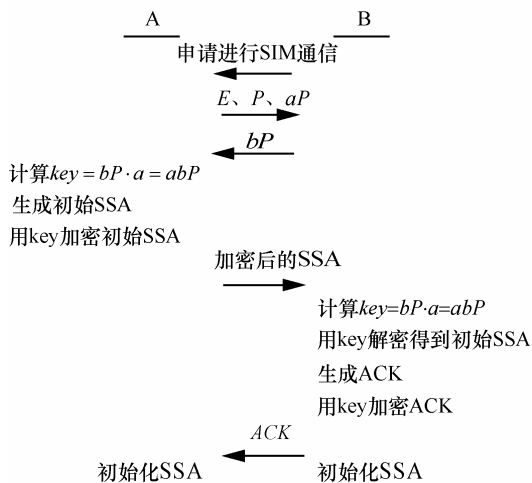 A B
申请进行SIM通信
E、P、aP
bP
计算key = bP·a = abP
生成初始SSA
用key加密初始SSA
加密后的SSA
计算key=bP·a=abP
用key解密得到初始SSA
生成ACK
用key加密ACK
ACK
初始化SSA 初始化SSA